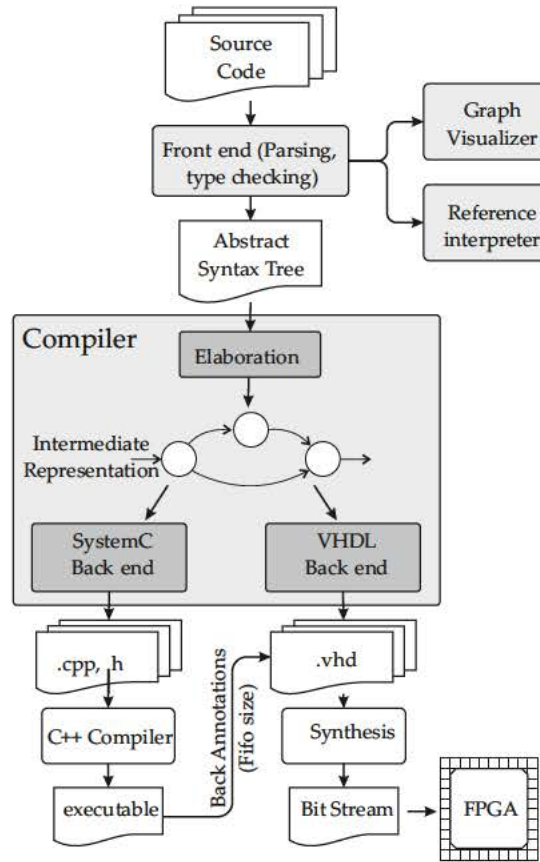 Source
Code
Front end (Parsing,
type checking)
Graph
Visualizer
Reference
interpreter
Abstract
Syntax Tree
Compiler
Elaboration
Intermediate
Representation
SystemC
Back end
VHDL
Back end
.cpp, .h
.vhd
Back Annotations
(Fifo size)
C++ Compiler
Synthesis
executable
Bit Stream
FPGA